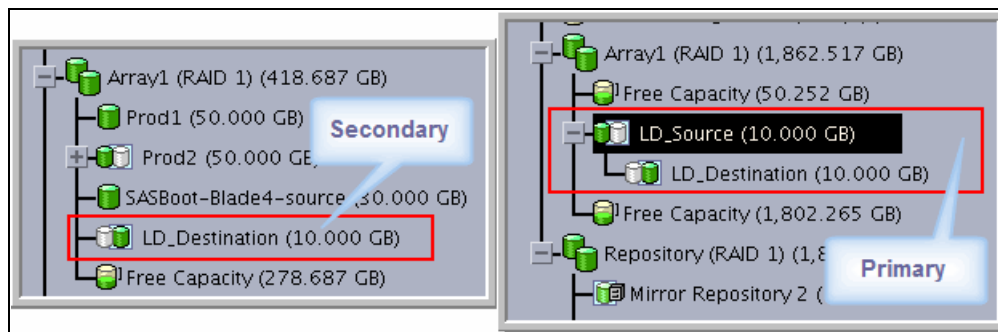 Array1 (RAID 1) (418.687 GB)
Prod1 (50.000 GB)
Prod2 (50.000 GB)
SASBoot-Blade4-source (30.000 GB)
LD_Destination (10.000 GB)
Free Capacity (278.687 GB)
Secondary
Array1 (RAID 1) (1,862.517 GB)
Free Capacity (50.252 GB)
LD_Source (10.000 GB)
LD_Destination (10.000 GB)
Free Capacity (1,802.265 GB)
Repository (RAID 1) (1,8
Mirror Repository 2 (
Primary